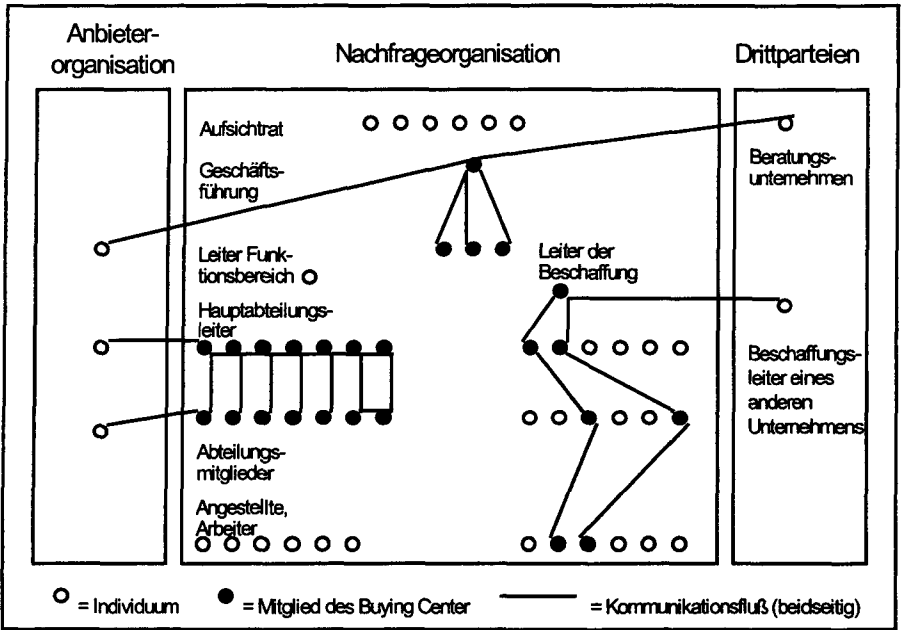 Anbieter-
organisation
Nachfrageorganisation
Drittparteien
Aufsichtrat
Geschäfts-
führung
Leiter Funk-
tionsbereich
Hauptabteilungs-
leiter
Abteilungs-
mitglieder
Angestellte,
Arbeiter
Leiter der
Beschaffung
Beratungs-
unternehmen
Beschaffungs-
leiter eines
anderen
Unternehmens
= Individuum
= Mitglied des Buying Center
= Kommunikationsfluß (beidseitig)